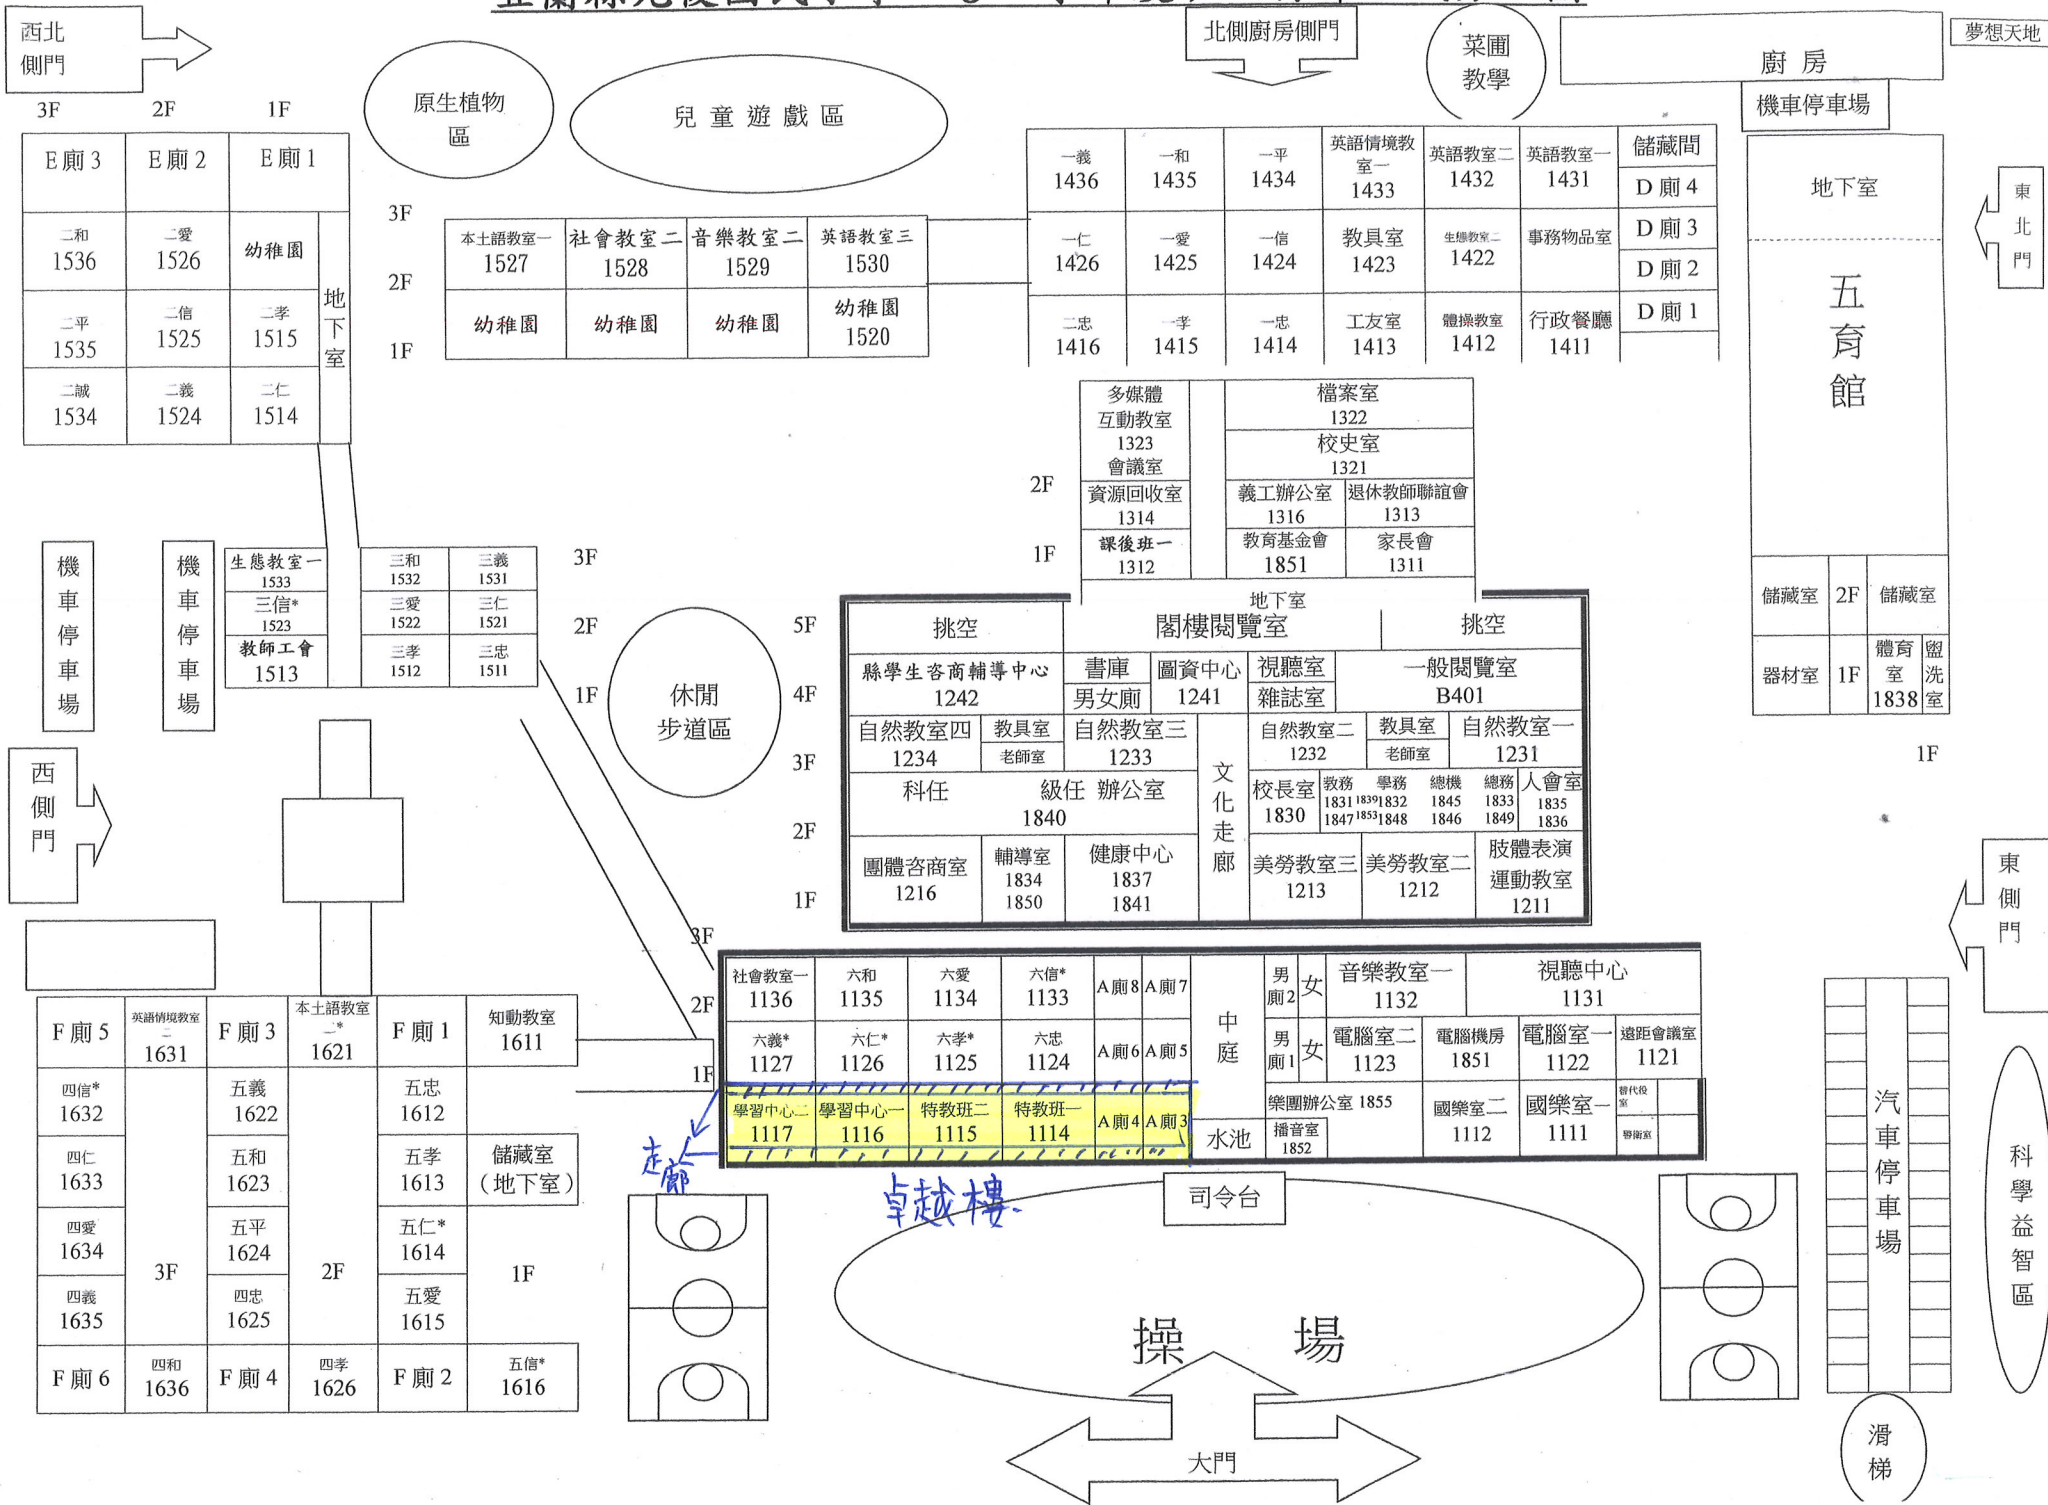 西北
側門
北側廚房側門
菜圃
教學
廚 房
夢想天地
機車停車場
原生植物
區
兒 童 遊 戲 區
3F 2F 1F
E廁3 E廁2 E廁1
二和 二愛 幼稚園
1536 1526
二平 二信 二孝
1535 1525 1515
二誠 二義 二仁
1534 1524 1514
地下室
3F
2F
1F
本土語教室一 社會教室二 音樂教室二 英語教室三
1527 1528 1529 1530
幼稚園 幼稚園 幼稚園 幼稚園
1520
一義 一和 一平 英語情境教室一 英語教室二 英語教室一 儲藏間
1436 1435 1434 1433 1432 1431 D廁4
一仁 一愛 一信 教具室 生態教室二 事務物品室 D廁3
1426 1425 1424 1423 1422 D廁2
二忠 一孝 一忠 工友室 體操教室 行政餐廳 D廁1
1416 1415 1414 1413 1412 1411
地下室
五育館
東北門
儲藏室 2F 儲藏室
器材室 1F 體育室 1838 盥洗室
1F
2F
1F
多媒體
互動教室
1323
會議室
檔案室
1322
校史室
1321
資源回收室 義工辦公室 退休教師聯誼會
1314 1316 1313
課後班一 教育基金會 家長會
1312 1851 1311
地下室
機車停車場
機車停車場
生態教室一 三和 三義
1533 1532 1531
三信* 三愛 三仁
1523 1522 1521
教師工會 三孝 三忠
1513 1512 1511
3F
2F
1F
休閒
步道區
西側門
5F
4F
3F
2F
1F
挑空 閣樓閱覽室 挑空
縣學生咨商輔導中心 書庫 圖資中心 視聽室 一般閱覽室
1242 男女廁 1241 雜誌室 B401
自然教室四 教具室 自然教室三 自然教室二 教具室 自然教室一
1234 老師室 1233 1232 老師室 1231
文化走廊
科任 級任 辦公室
1840
校長室 教務 學務 總機 總務 人會室
1830 1831 1839 1832 1845 1833 1835
1847 1853 1848 1846 1849 1836
團體咨商室 輔導室 健康中心 美勞教室三 美勞教室二 肢體表演
1216 1834 1837 1213 1212 運動教室
1850 1841 1211
東側門
3F
2F
1F
社會教室一 六和 六愛 六信* A廁8 A廁7
1136 1135 1134 1133
六義* 六仁* 六孝* 六忠 A廁6 A廁5
1127 1126 1125 1124
學習中心二 學習中心一 特教班二 特教班一 A廁4 A廁3
1117 1116 1115 1114
中庭
水池
男廁2 女 音樂教室一 視聽中心
1132 1131
男廁1 女 電腦室二 電腦機房 電腦室一 遠距會議室
1123 1851 1122 1121
樂團辦公室 1855 國樂室二 國樂室一 替代役室
1112 1111
播音室 警衛室
1852
走廊
卓越樓
F廁5 英語情境教室二 F廁3 本土語教室二* F廁1 知動教室
1631 1621 1611
四信* 五義 五忠
1632 1622 1612
四仁 五和 五孝 儲藏室
1633 1623 1613 （地下室）
四愛 五平 五仁*
1634 1624 1614
3F 2F 1F
四義 四忠 五愛
1635 1625 1615
F廁6 四和 F廁4 四孝 F廁2 五信*
1636 1626 1616
司令台
操 場
大門
汽車停車場
科學益智區
滑梯